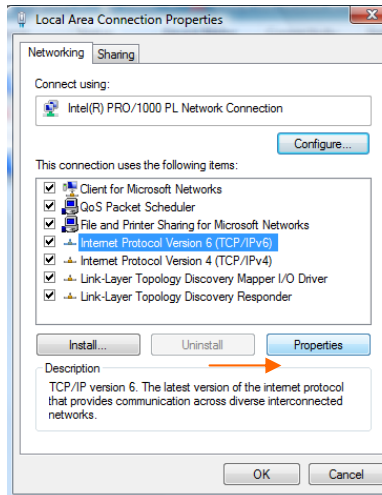 Local Area Connection Properties
Networking Sharing
Connect using:
Intel(R) PRO/1000 PL Network Connection
Configure...
This connection uses the following items:
Client for Microsoft Networks
QoS Packet Scheduler
File and Printer Sharing for Microsoft Networks
Internet Protocol Version 6 (TCP/IPv6)
Internet Protocol Version 4 (TCP/IPv4)
Link-Layer Topology Discovery Mapper I/O Driver
Link-Layer Topology Discovery Responder
Install... Uninstall Properties
Description
TCP/IP version 6. The latest version of the internet protocol
that provides communication across diverse interconnected
networks.
OK Cancel